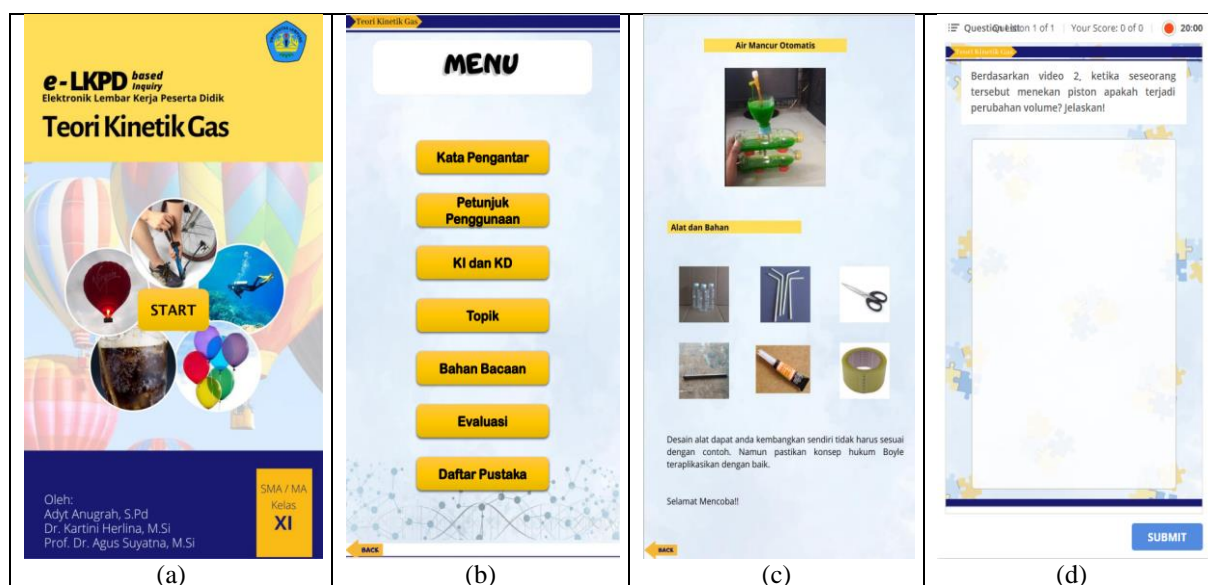 e-LKPD based Inquiry
Elektronik Lembar Kerja Peserta Didik
Teori Kinetik Gas
START
Oleh:
Adyt Anugrah, S.Pd
Dr. Kartini Herlina, M.Si
Prof. Dr. Agus Suyatna, M.Si
SMA / MA
Kelas
XI
(a)
Teori Kinetik Gas
MENU
Kata Pengantar
Petunjuk
Penggunaan
KI dan KD
Topik
Bahan Bacaan
Evaluasi
Daftar Pustaka
BACK
(b)
Air Mancur Otomatis
Alat dan Bahan
Desain alat dapat anda kembangkan sendiri tidak harus sesuai
dengan contoh. Namun pastikan konsep hukum Boyle
teraplikasikan dengan baik.
Selamat Mencoba!!
BACK
(c)
Question List Question 1 of 1 Your Score: 0 of 0 20:00
Teori Kinetik Gas
Berdasarkan video 2, ketika seseorang
tersebut menekan piston apakah terjadi
perubahan volume? Jelaskan!
SUBMIT
(d)